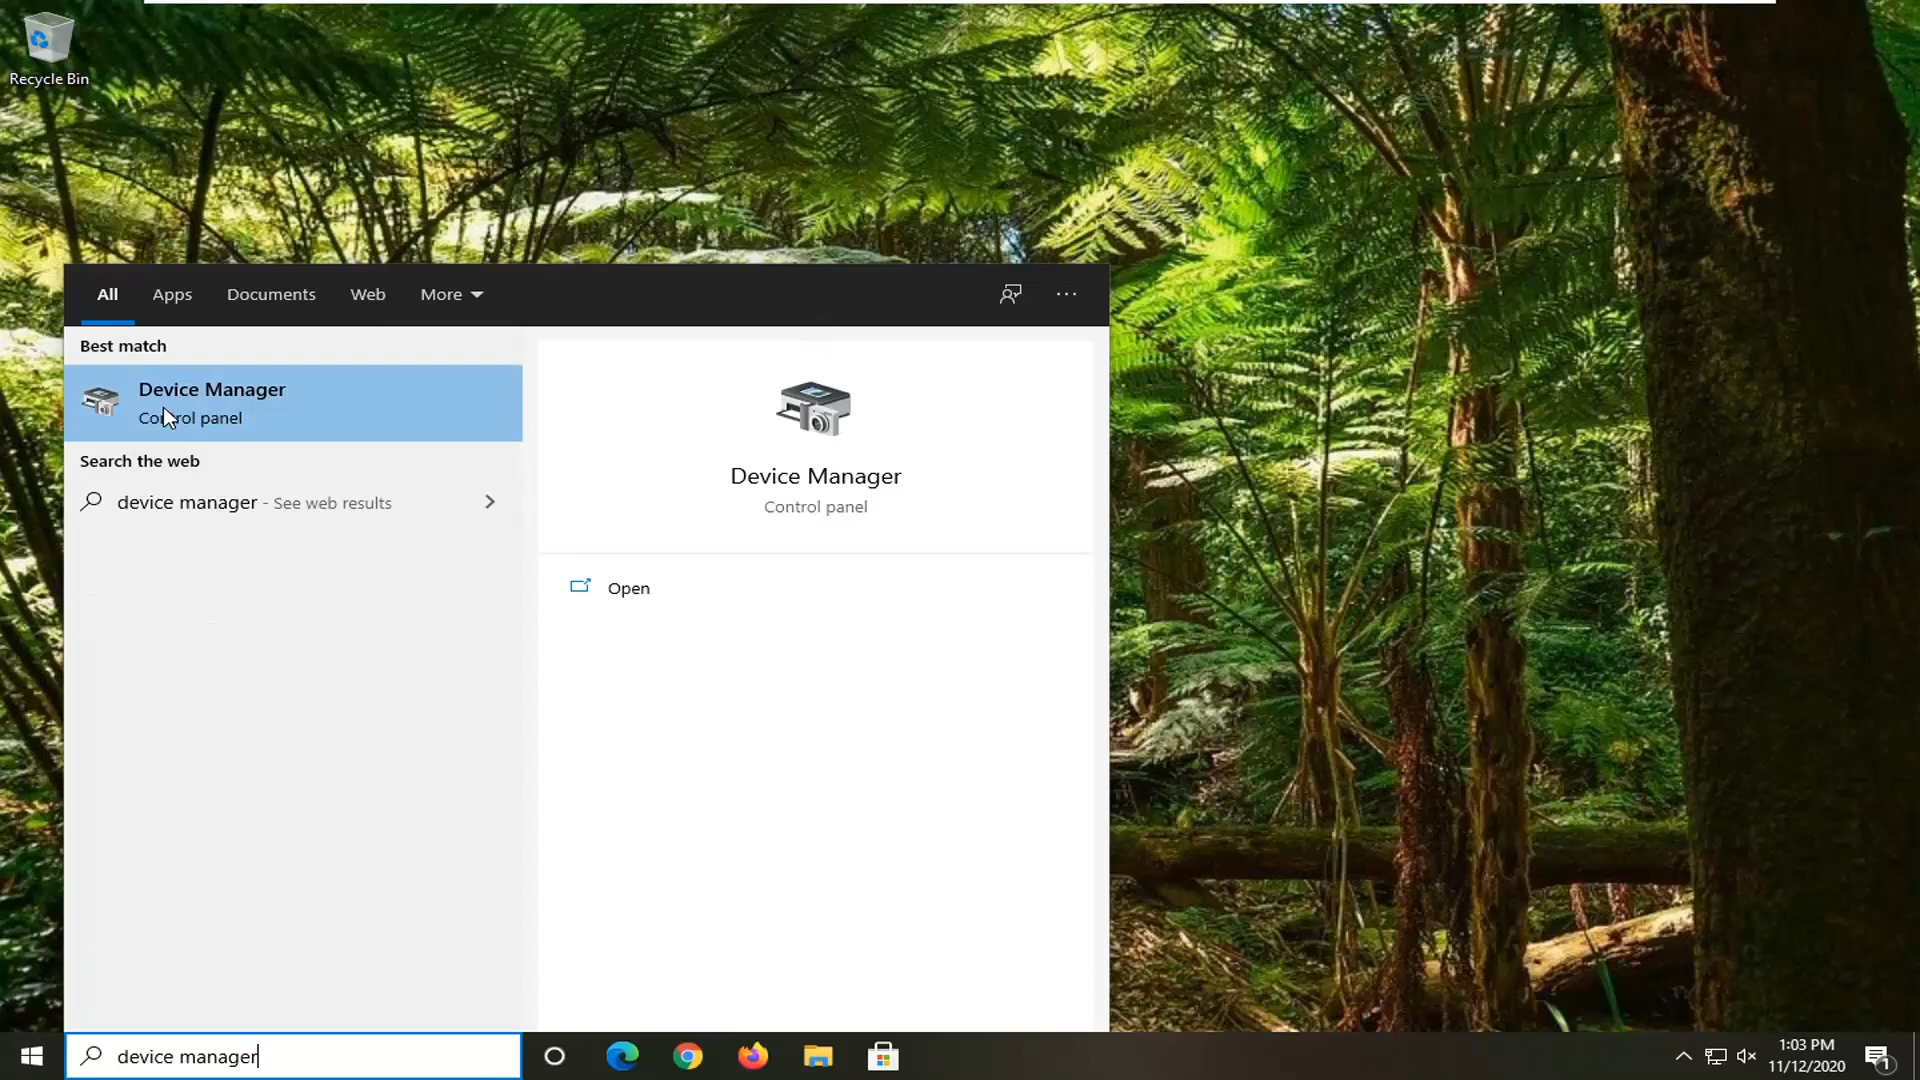 Recycle Bin
All Apps Documents Web More
Best match
Device Manager
Control panel
Search the web
device manager - See web results
Device Manager
Control panel
Open
device manager
1:03 PM
11/12/2020
1